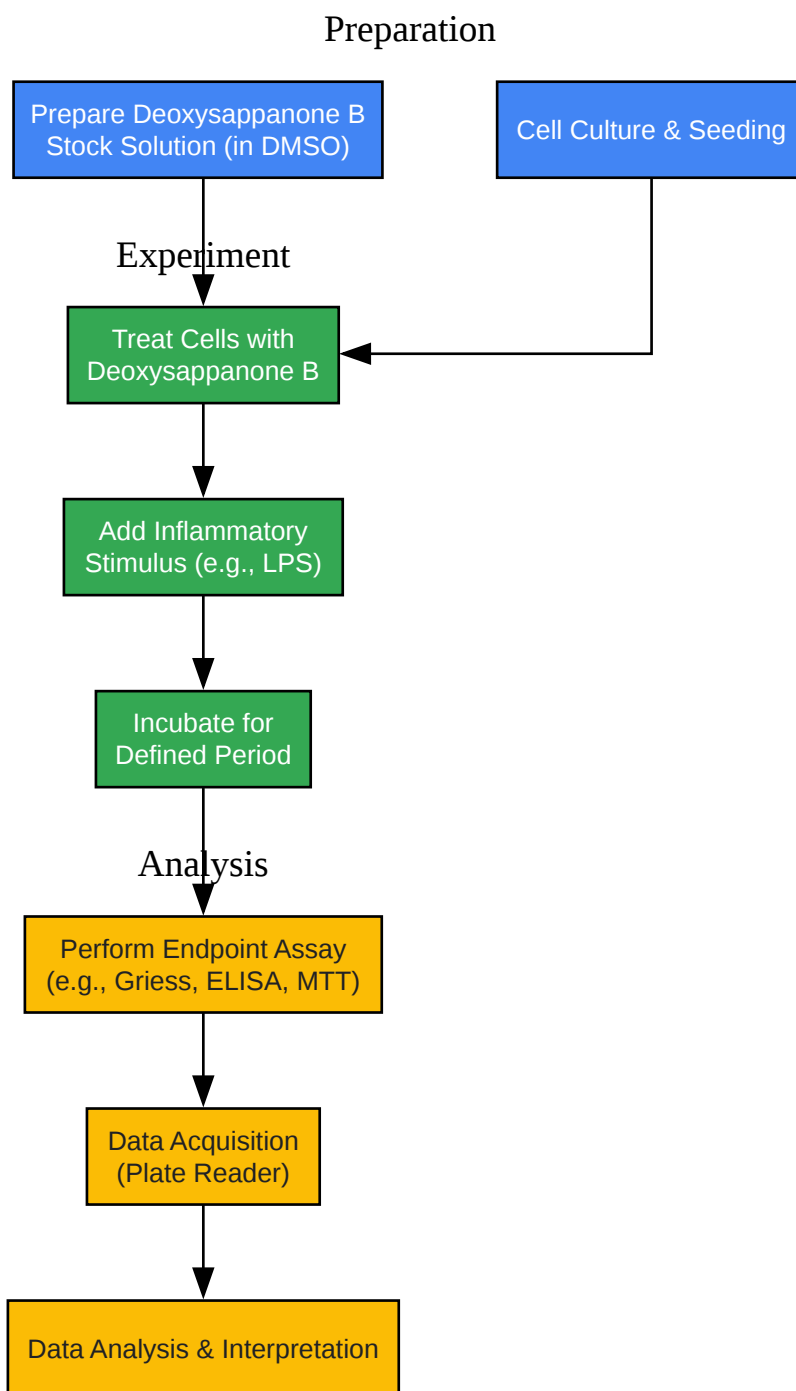 Preparation
Prepare Deoxysappanone B
Stock Solution (in DMSO)
Cell Culture & Seeding
Experiment
Treat Cells with
Deoxysappanone B
Add Inflammatory
Stimulus (e.g., LPS)
Incubate for
Defined Period
Analysis
Perform Endpoint Assay
(e.g., Griess, ELISA, MTT)
Data Acquisition
(Plate Reader)
Data Analysis & Interpretation